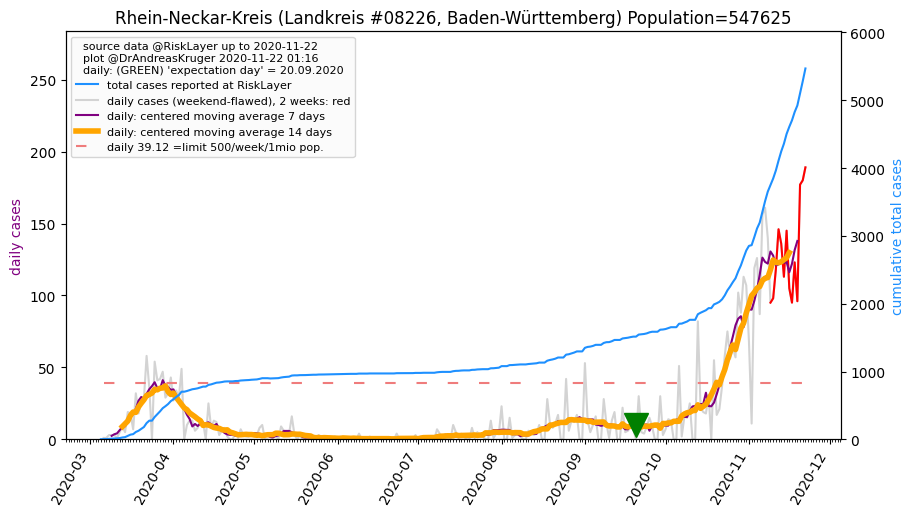 Rhein-Neckar-Kreis (Landkreis #08226, Baden-Württemberg) Population=547625
source data @RiskLayer up to 2020-11-22
plot @DrAndreasKruger 2020-11-22 01:16
daily: (GREEN) 'expectation day' = 20.09.2020
total cases reported at RiskLayer
daily cases (weekend-flawed), 2 weeks: red
daily: centered moving average 7 days
daily: centered moving average 14 days
daily 39.12 =limit 500/week/1mio pop.
daily cases
250
200
150
100
50
0
6000
5000
4000
3000
2000
1000
0
cumulative total cases
2020-03
2020-04
2020-05
2020-06
2020-07
2020-08
2020-09
2020-10
2020-11
2020-12